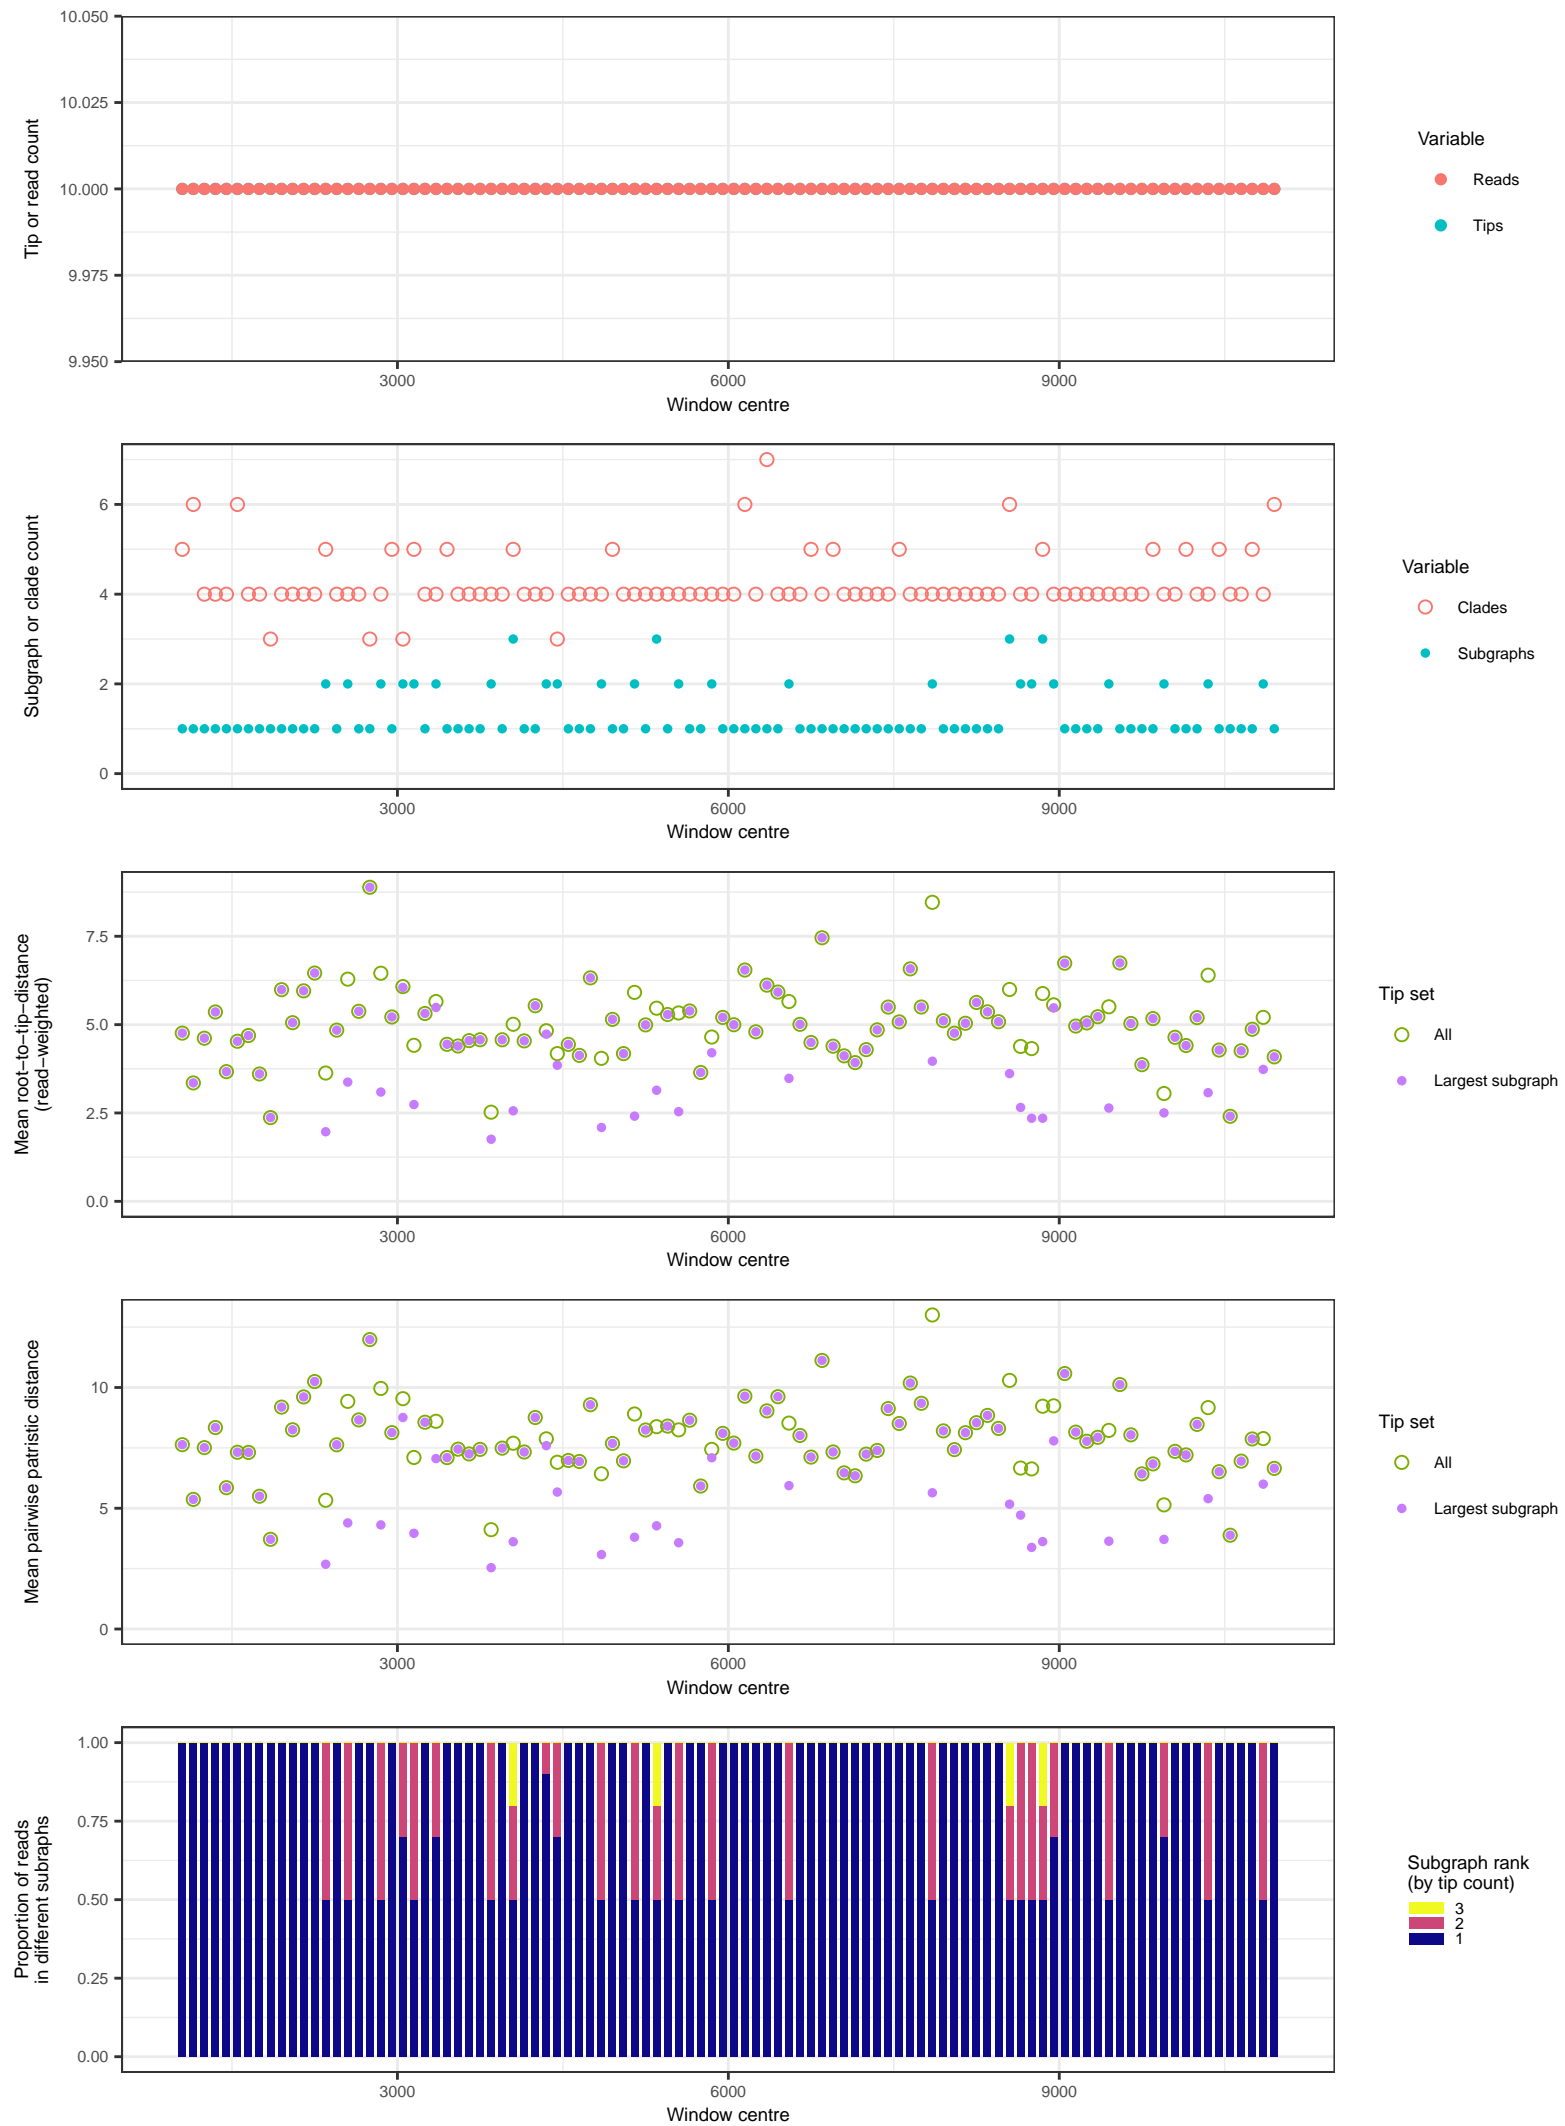 10.050
10.025
10.000
9.975
9.950
Tip or read count
3000 6000 9000
Window centre
Variable
Reads
Tips
6
4
2
0
Subgraph or clade count
3000 6000 9000
Window centre
Variable
Clades
Subgraphs
7.5
5.0
2.5
0.0
Mean root−to−tip−distance
(read−weighted)
3000 6000 9000
Window centre
Tip set
All
Largest subgraph
10
5
0
Mean pairwise patristic distance
3000 6000 9000
Window centre
Tip set
All
Largest subgraph
1.00
0.75
0.50
0.25
0.00
Proportion of reads
in different subraphs
3000 6000 9000
Window centre
Subgraph rank
(by tip count)
3
2
1